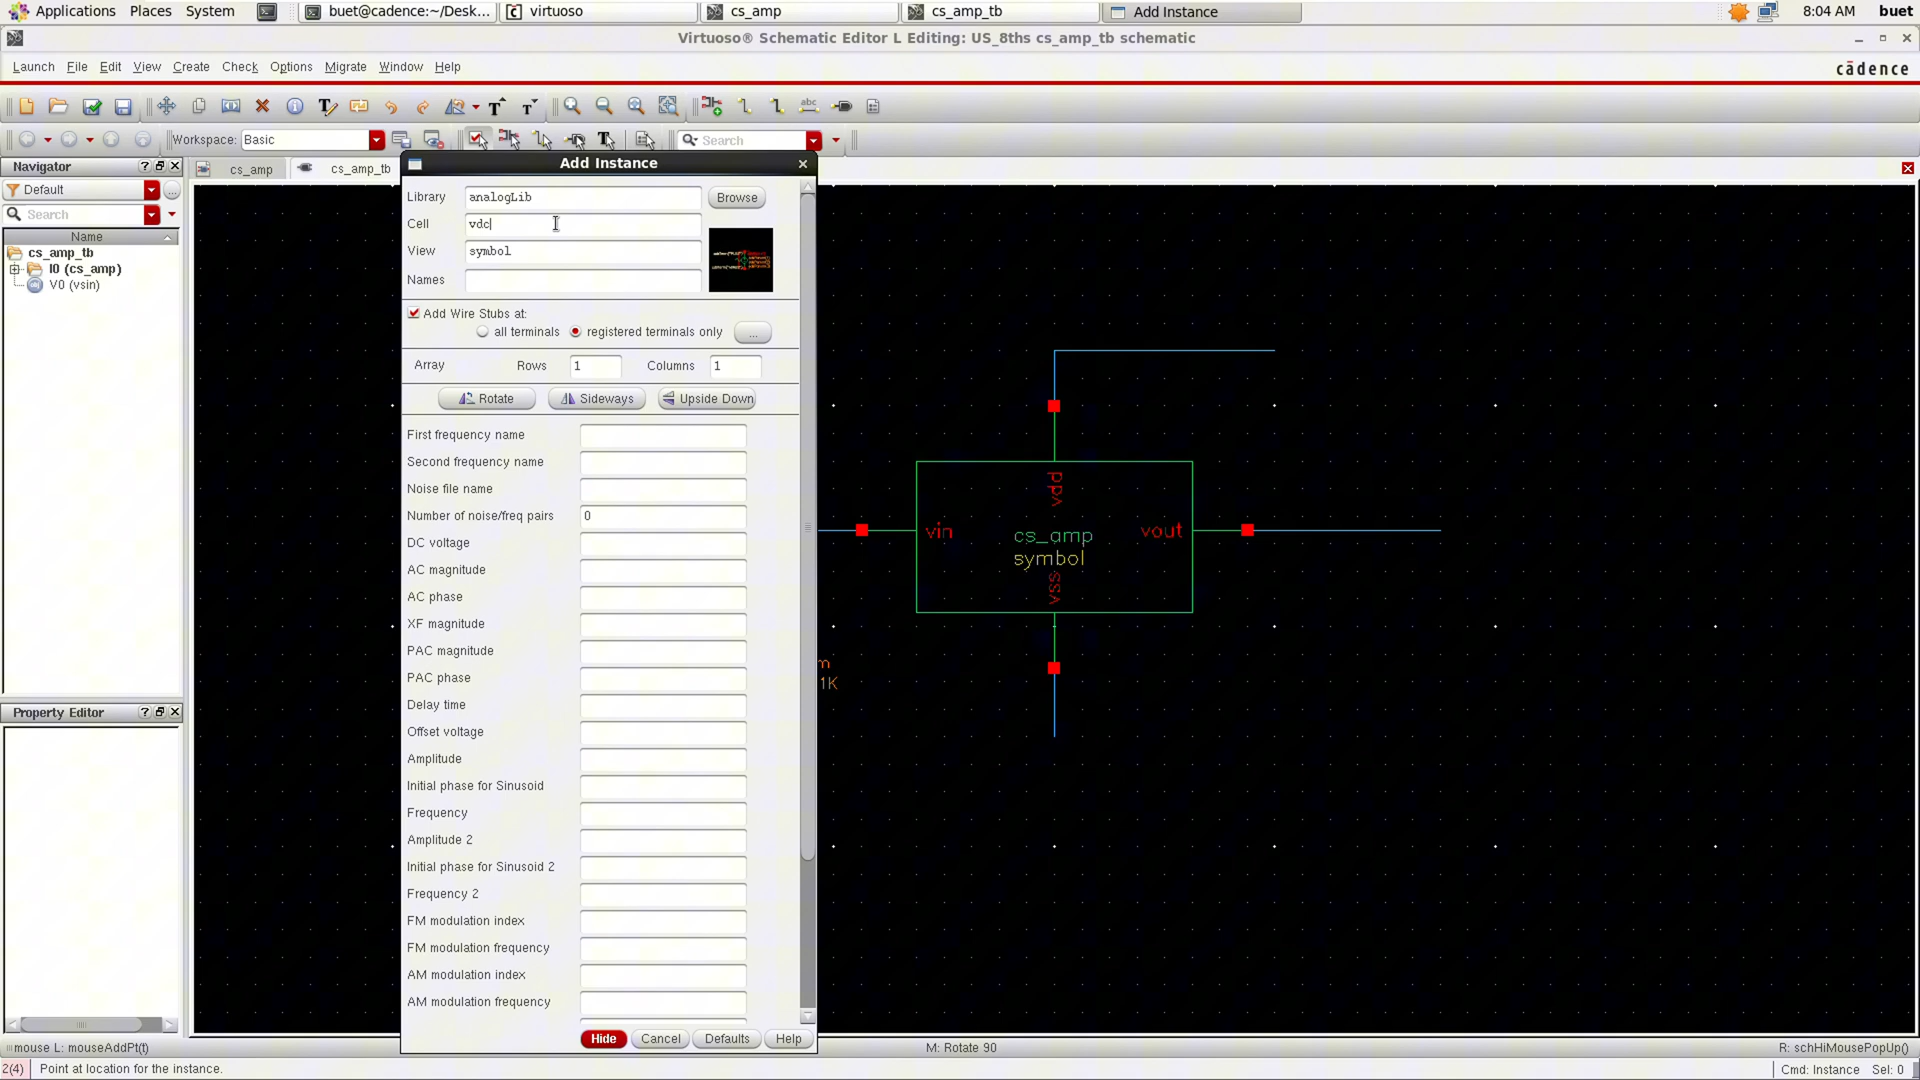 Applications Places System buet@cadence:~/Desk... virtuoso cs_amp cs_amp_tb Add Instance 8:04 AM buet
Virtuoso® Schematic Editor L Editing: US_8ths cs_amp_tb schematic
Launch File Edit View Create Check Options Migrate Window Help cādence
Workspace: Basic Search
Navigator
cs_amp cs_amp_tb
Default
Search
Name
cs_amp_tb
I0 (cs_amp)
V0 (vsin)
Property Editor
Add Instance
Library analogLib Browse
Cell vdc
View symbol
Names
Add Wire Stubs at:
all terminals registered terminals only ...
Array Rows 1 Columns 1
Rotate Sideways Upside Down
First frequency name
Second frequency name
Noise file name
Number of noise/freq pairs 0
DC voltage
AC magnitude
AC phase
XF magnitude
PAC magnitude
PAC phase
Delay time
Offset voltage
Amplitude
Initial phase for Sinusoid
Frequency
Amplitude 2
Initial phase for Sinusoid 2
Frequency 2
FM modulation index
FM modulation frequency
AM modulation index
AM modulation frequency
Hide Cancel Defaults Help
vdd
vin cs_amp vout
symbol
vss
m
1K
mouse L: mouseAddPt(t) M: Rotate 90 R: schHiMousePopUp()
2(4) Point at location for the instance. Cmd: Instance Sel: 0